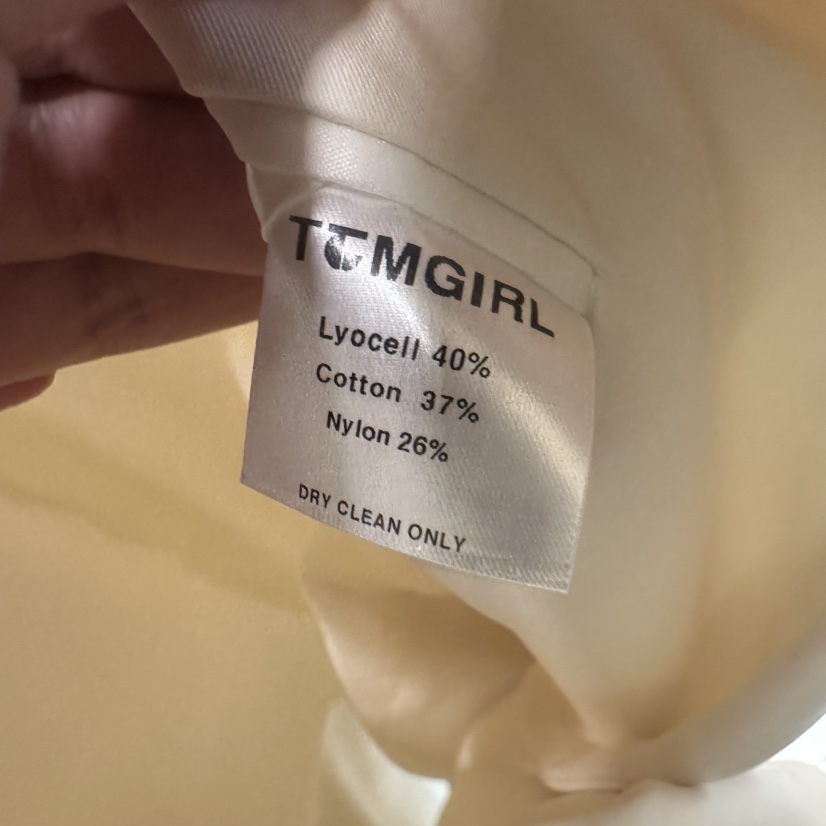 TOMGIRL
Lyocell 40%
Cotton 37%
Nylon 26%
DRY CLEAN ONLY